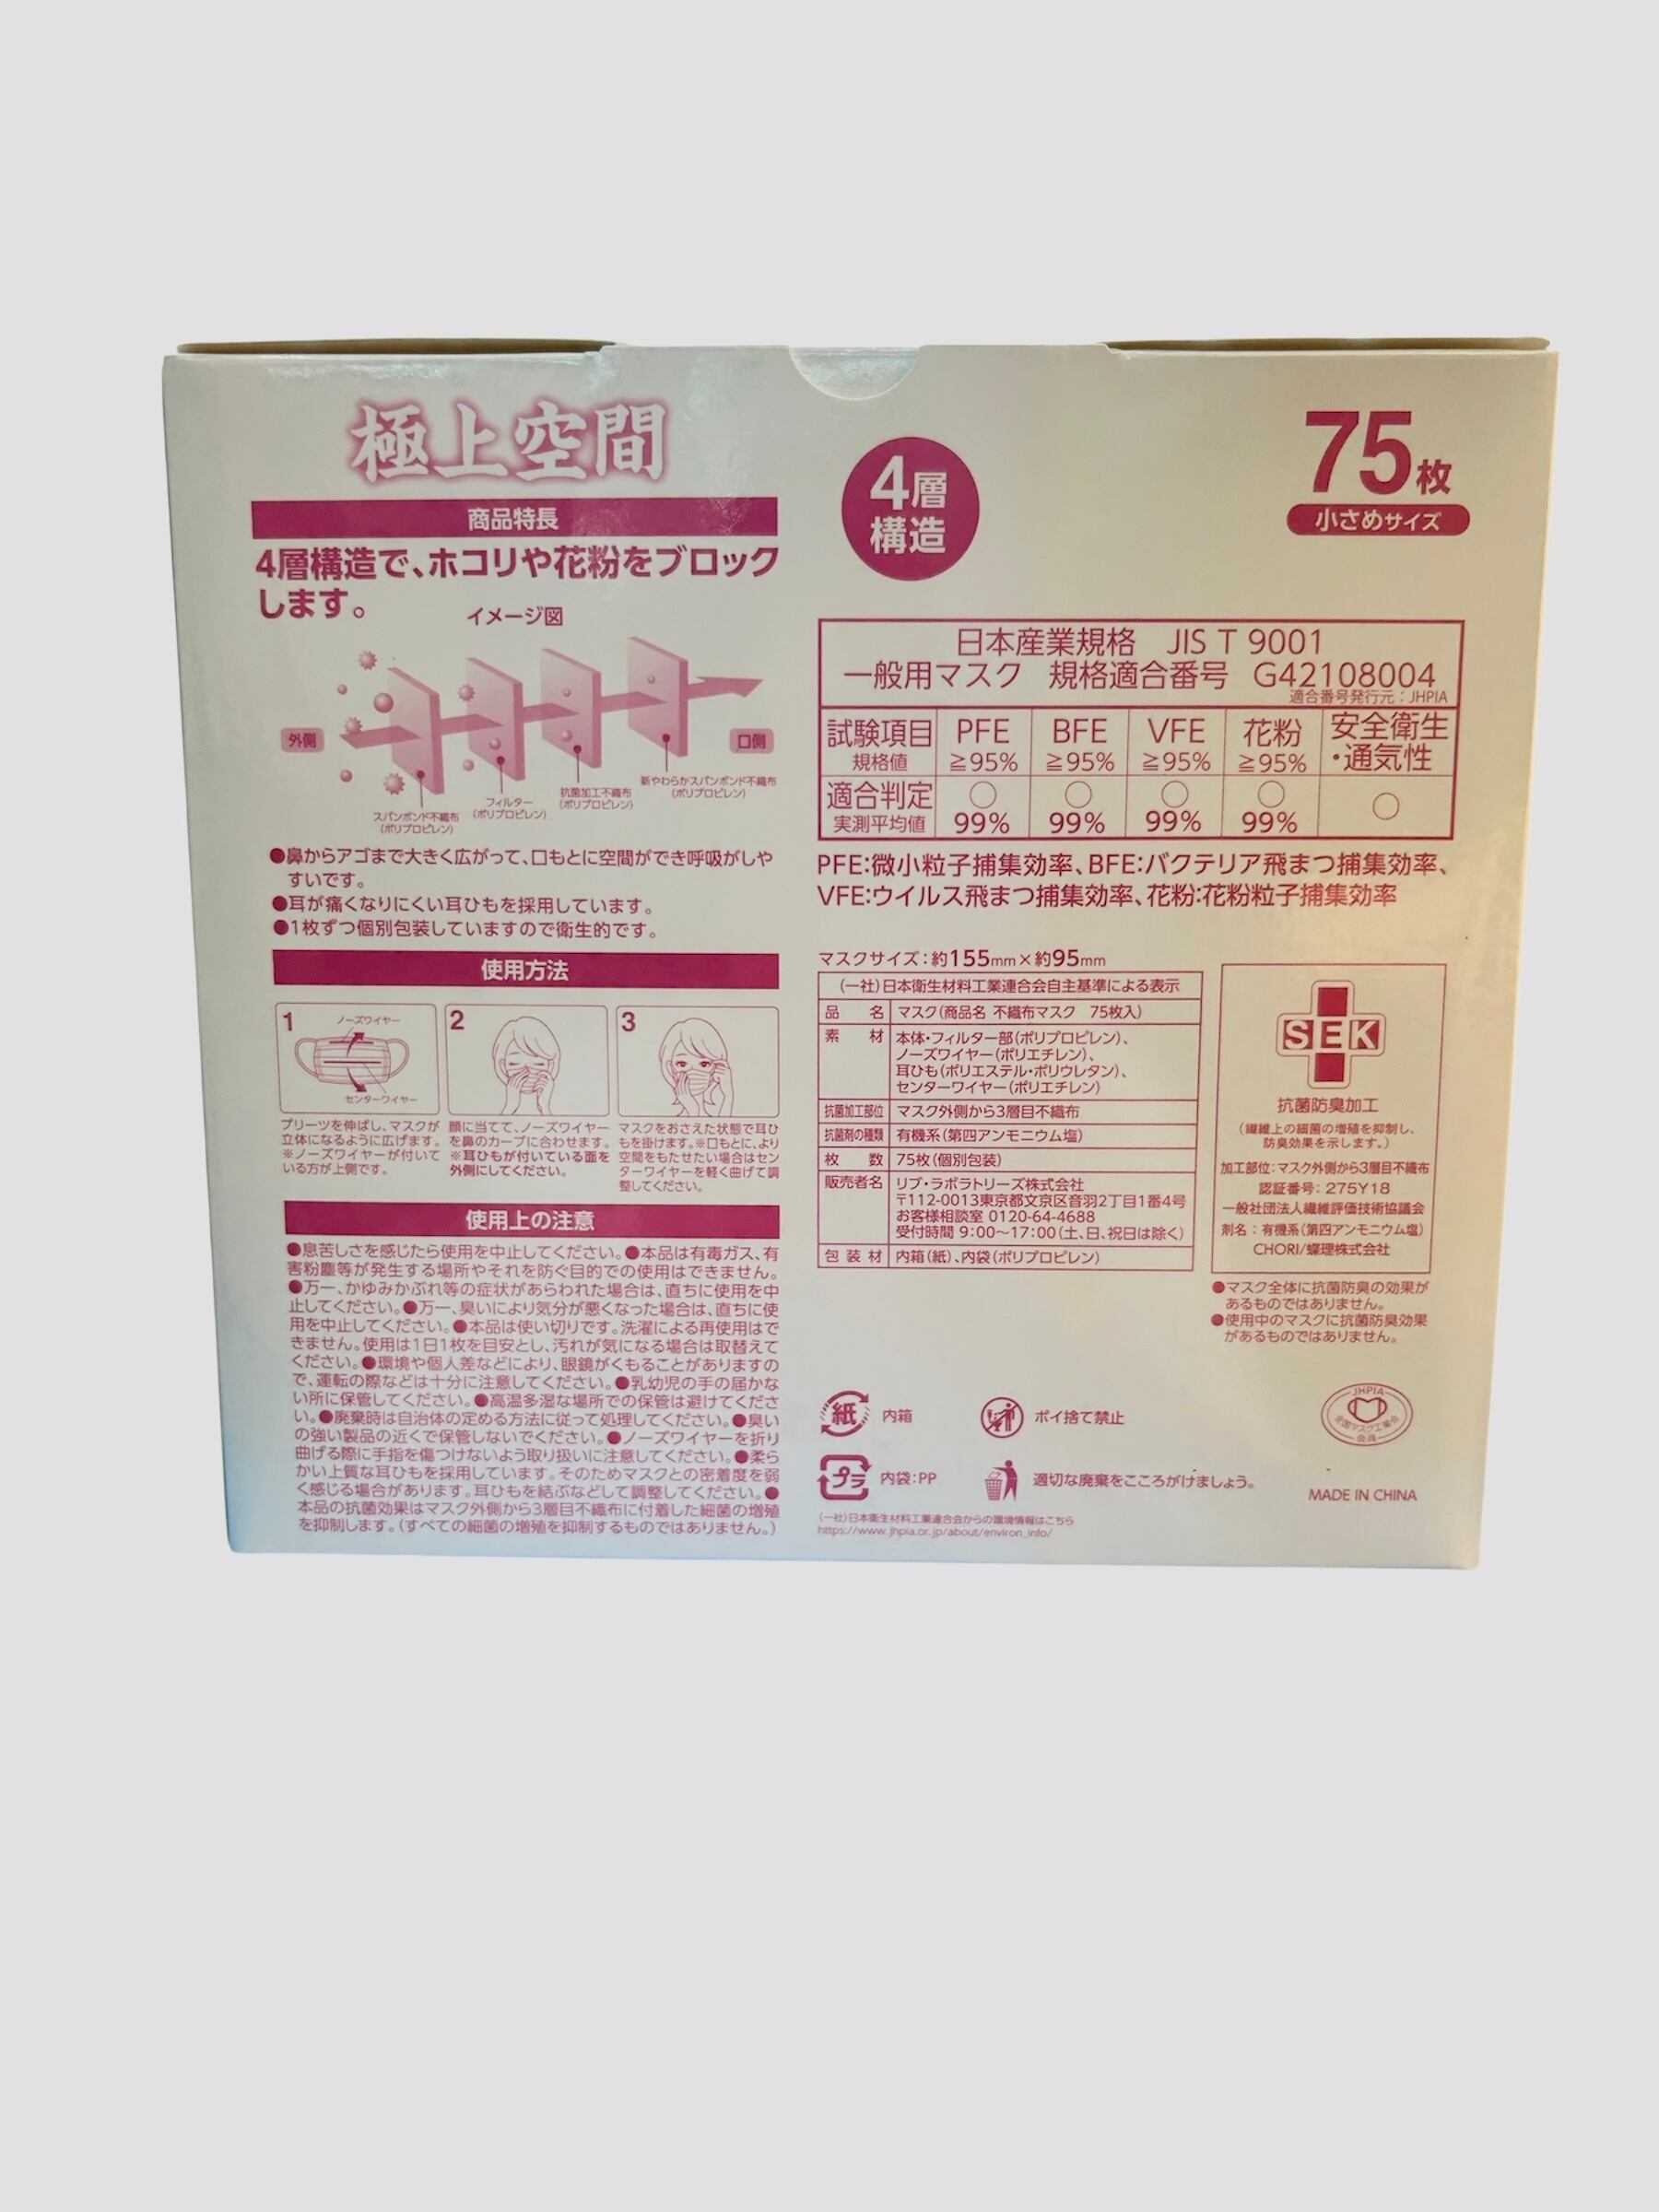 極上空間
商品特長
4層構造で、ホコリや花粉をブロック
します。
イメージ図
外側
口側
スパンボンド不織布
(ポリプロピレン)
フィルター
(ポリプロピレン)
抗菌加工不織布
(ポリプロピレン)
新やわらかスパンボンド不織布
(ポリプロピレン)
●鼻からアゴまで大きく広がって、口もとに空間ができ呼吸がしや
すいです。
●耳が痛くなりにくい耳ひもを採用しています。
●1枚ずつ個別包装していますので衛生的です。
使用方法
1
ノーズワイヤー
センターワイヤー
プリーツを伸ばし、マスクが
立体になるように広げます。
※ノーズワイヤーが付いて
いる方が上側です。
2
顔に当てて、ノーズワイヤー
を鼻のカーブに合わせます。
※耳ひもが付いている面を
外側にしてください。
3
マスクをおさえた状態で耳ひ
もを掛けます。※口もとに、より
空間をもたせたい場合はセン
ターワイヤーを軽く曲げて調
整してください。
使用上の注意
●息苦しさを感じたら使用を中止してください。●本品は有毒ガス、有
害粉塵等が発生する場所やそれを防ぐ目的での使用はできません。
●万一、かゆみかぶれ等の症状があらわれた場合は、直ちに使用を中
止してください。●万一、臭いにより気分が悪くなった場合は、直ちに使
用を中止してください。●本品は使い切りです。洗濯による再使用はで
きません。使用は1日1枚を目安とし、汚れが気になる場合は取替えて
ください。●環境や個人差などにより、眼鏡がくもることがありますの
で、運転の際などは十分に注意してください。●乳幼児の手の届かな
い所に保管してください。●高温多湿な場所での保管は避けてくださ
い。●廃棄時は自治体の定める方法に従って処理してください。●臭い
の強い製品の近くで保管しないでください。●ノーズワイヤーを折り
曲げる際に手指を傷つけないよう取り扱いに注意してください。●柔ら
かい上質な耳ひもを採用しています。そのためマスクとの密着度を弱
く感じる場合があります。耳ひもを結ぶなどして調整してください。●
本品の抗菌効果はマスク外側から3層目不織布に付着した細菌の増殖
を抑制します。(すべての細菌の増殖を抑制するものではありません。)
4層
構造
75枚
小さめサイズ
日本産業規格 JIS T 9001
一般用マスク 規格適合番号 G42108004
適合番号発行元：JHPIA
試験項目 PFE BFE VFE 花粉 安全衛生
規格値 ≧95% ≧95% ≧95% ≧95% ・通気性
適合判定 ○ ○ ○ ○ ○
実測平均値 99% 99% 99% 99%
PFE:微小粒子捕集効率、BFE:バクテリア飛まつ捕集効率、
VFE:ウイルス飛まつ捕集効率、花粉:花粉粒子捕集効率
マスクサイズ：約155mm×約95mm
(一社)日本衛生材料工業連合会自主基準による表示
品名 マスク(商品名 不織布マスク 75枚入)
素材 本体・フィルター部(ポリプロピレン)、
ノーズワイヤー(ポリエチレン)、
耳ひも(ポリエステル・ポリウレタン)、
センターワイヤー(ポリエチレン)
抗菌加工部位 マスク外側から3層目不織布
抗菌剤の種類 有機系(第四アンモニウム塩)
枚数 75枚(個別包装)
販売者名 リブ・ラボラトリーズ株式会社
〒112-0013東京都文京区音羽2丁目1番4号
お客様相談室 0120-64-4688
受付時間 9:00～17:00(土、日、祝日は除く)
包装材 内箱(紙)、内袋(ポリプロピレン)
SEK
抗菌防臭加工
(繊維上の細菌の増殖を抑制し、
防臭効果を示します。)
加工部位：マスク外側から3層目不織布
認証番号：275Y18
一般社団法人繊維評価技術協議会
剤名：有機系(第四アンモニウム塩)
CHORI/蝶理株式会社
●マスク全体に抗菌防臭の効果が
あるものではありません。
●使用中のマスクに抗菌防臭効果
があるものではありません。
紙 内箱
ポイ捨て禁止
プラ 内袋：PP
適切な廃棄をこころがけましょう。
JHPIA
全国マスク工業会
会員
MADE IN CHINA
(一社)日本衛生材料工業連合会からの環境情報はこちら
https://www.jhpia.or.jp/about/environ_info/